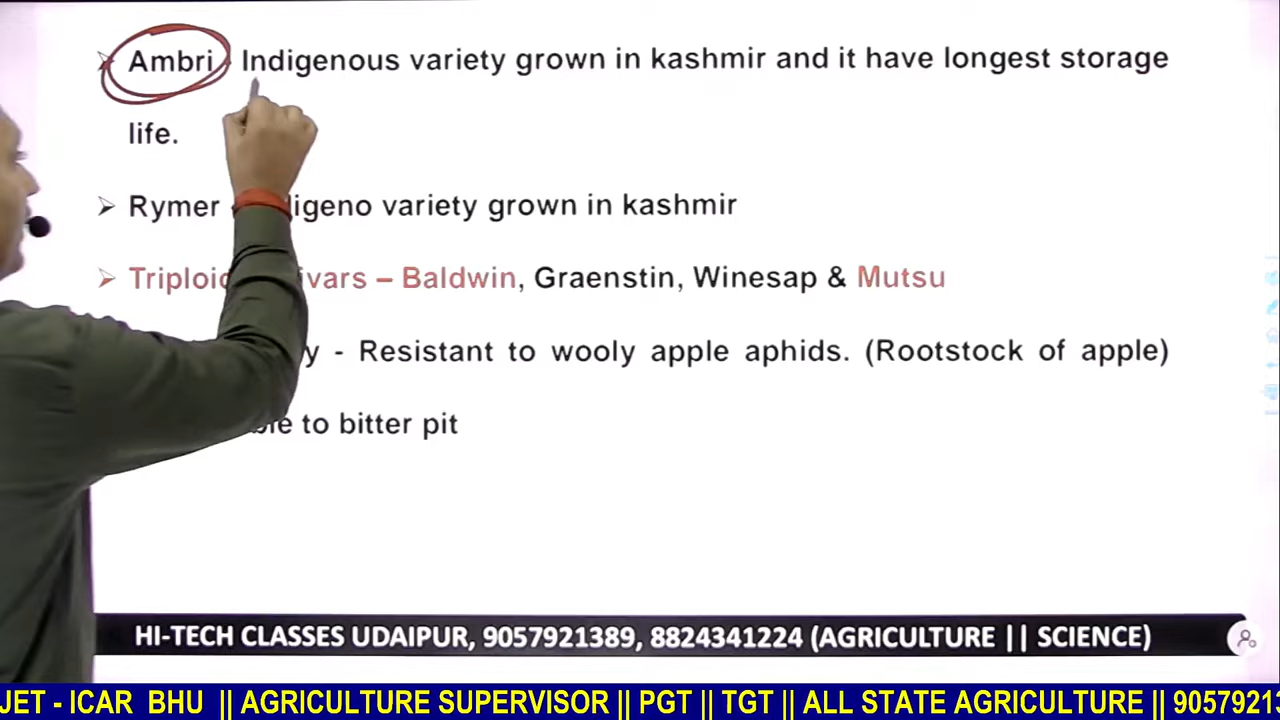 ➢ Ambri Indigenous variety grown in kashmir and it have longest storage
life.
➢ Rymer digeno variety grown in kashmir
➢ Triploid ivars – Baldwin, Graenstin, Winesap & Mutsu
y - Resistant to wooly apple aphids. (Rootstock of apple)
ble to bitter pit
HI-TECH CLASSES UDAIPUR, 9057921389, 8824341224 (AGRICULTURE || SCIENCE)
JET - ICAR BHU || AGRICULTURE SUPERVISOR || PGT || TGT || ALL STATE AGRICULTURE || 90579213